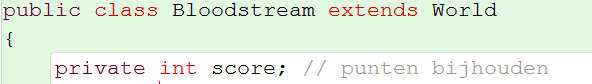 public class Bloodstream extends World
{
private int score; // punten bijhouden